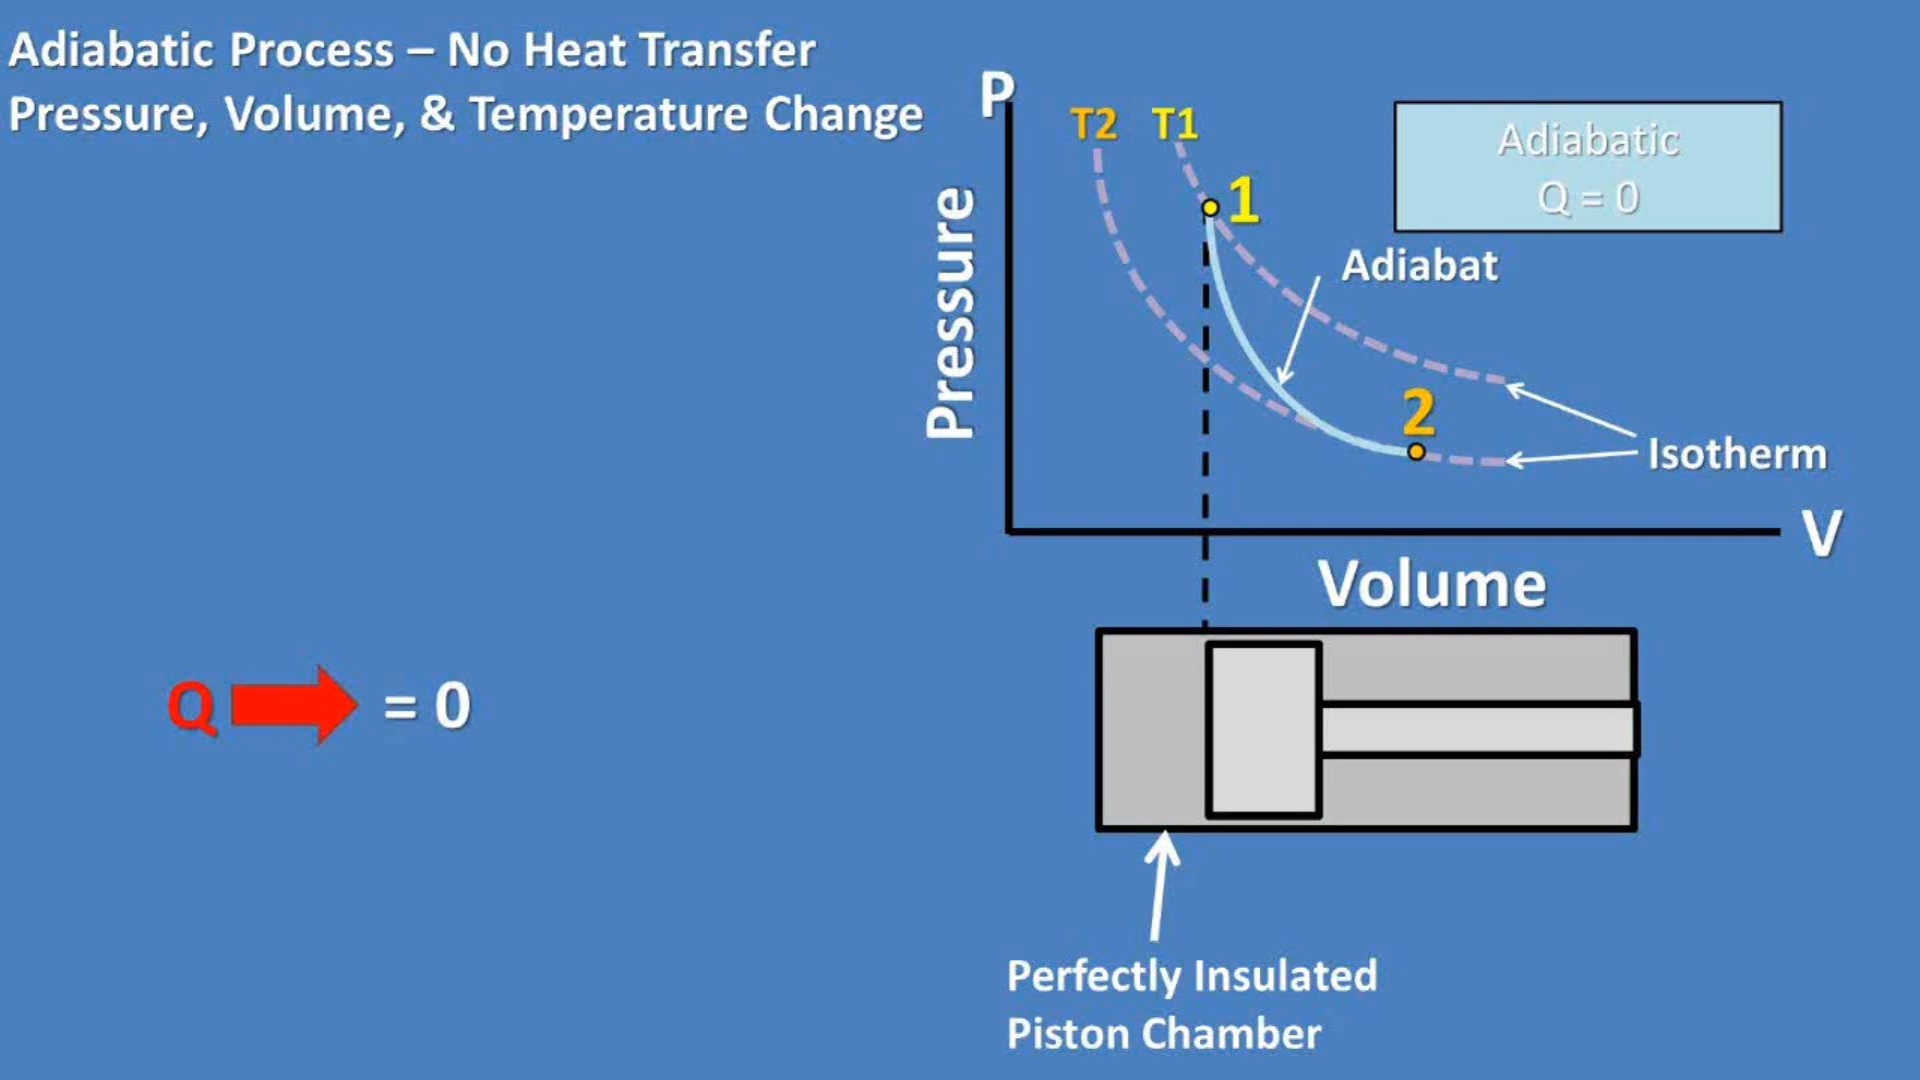 Adiabatic Process – No Heat Transfer
Pressure, Volume, & Temperature Change
P
T2 T1
Adiabatic
Q = 0
1
Adiabat
Pressure
2
Isotherm
V
Volume
Q = 0
Perfectly Insulated
Piston Chamber